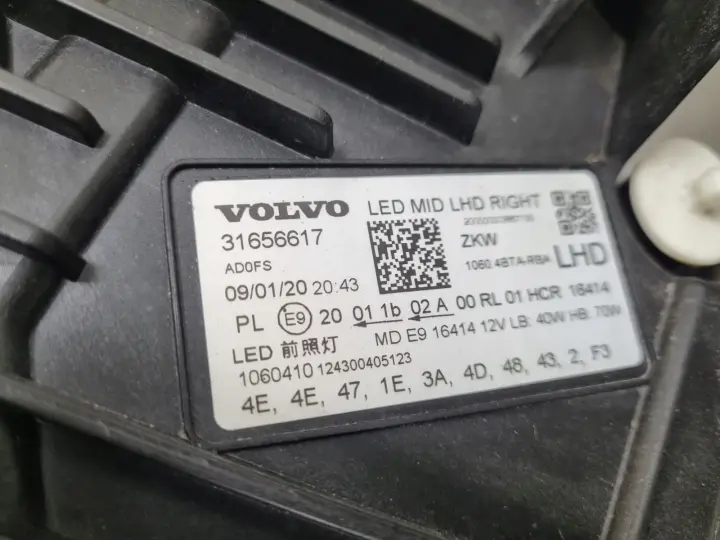 VOLVO LED MID LHD RIGHT
31656617
ADOFS ZKW
09/01/20 20:43 1060.4BTA-RBA LHD
PL E9 20 01 1b 02 A 00 RL 01 HCR 16414
LED 前照灯 MD E9 16414 12V LB: 40W HB: 70W
1060410 124300405123
4E, 4E, 47, 1E, 3A, 4D, 48, 43, 2, F3